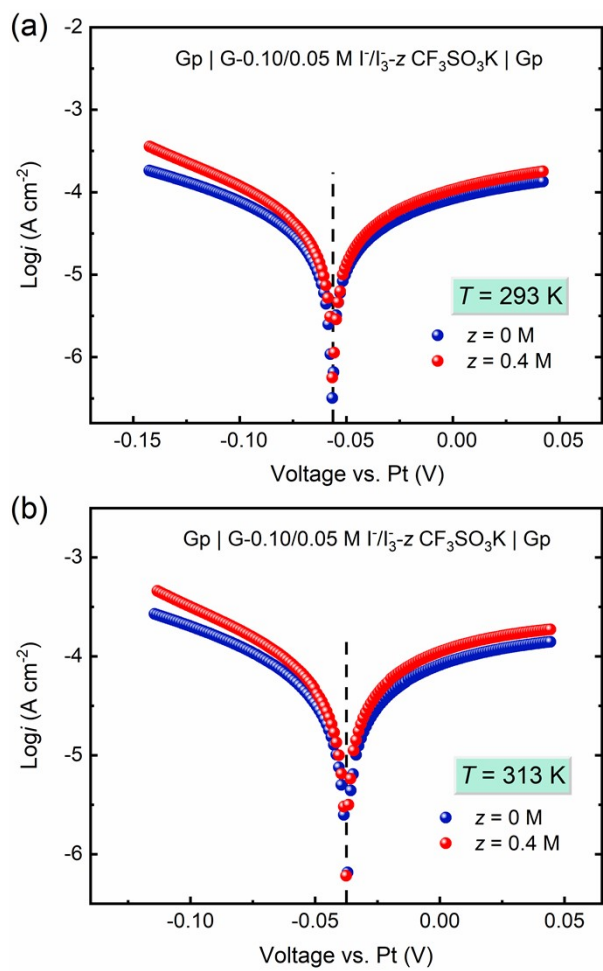 (a)
-2
Gp | G-0.10/0.05 M I⁻/I₃⁻-z CF₃SO₃K | Gp
-3
-4
-5
-6
Logi (A cm⁻²)
T = 293 K
z = 0 M
z = 0.4 M
-0.15 -0.10 -0.05 0.00 0.05
Voltage vs. Pt (V)
(b)
Gp | G-0.10/0.05 M I⁻/I₃⁻-z CF₃SO₃K | Gp
-3
-4
-5
-6
Logi (A cm⁻²)
T = 313 K
z = 0 M
z = 0.4 M
-0.10 -0.05 0.00 0.05
Voltage vs. Pt (V)